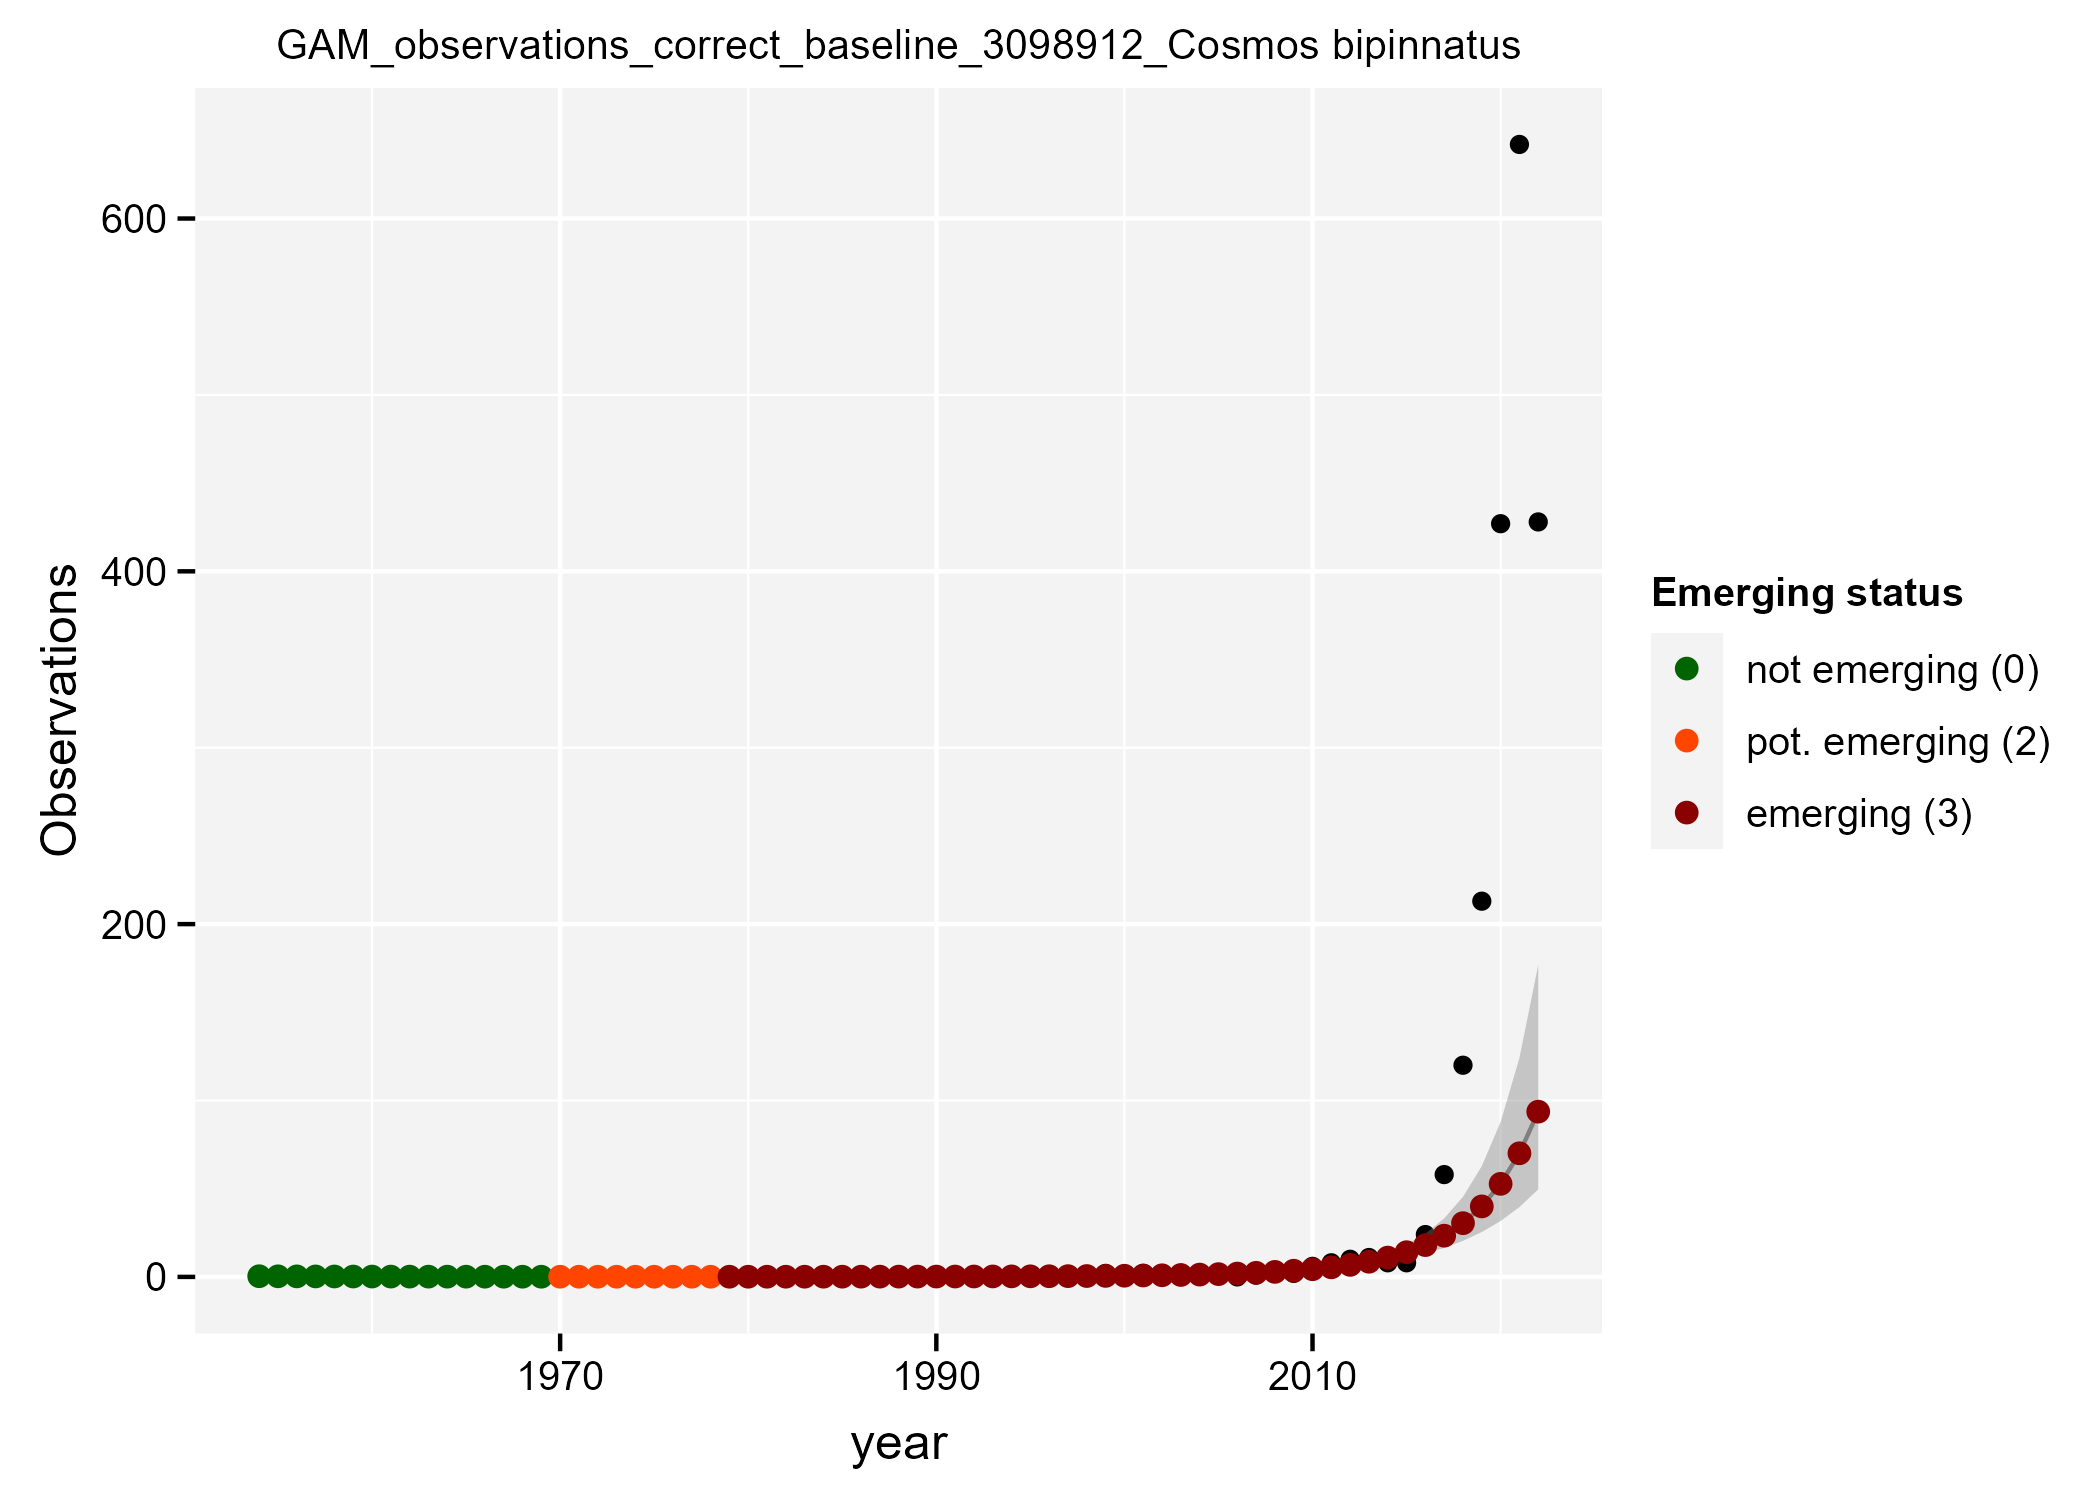 GAM_observations_correct_baseline_3098912_Cosmos bipinnatus
600
400
200
0
Observations
1970
1990
2010
year
Emerging status
not emerging (0)
pot. emerging (2)
emerging (3)